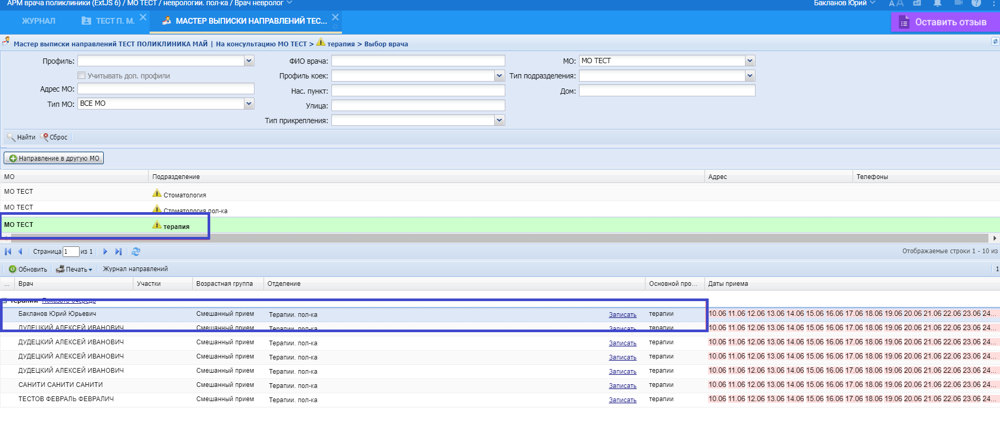 АРМ врача поликлиники (ExtJS 6) / МО ТЕСТ / неврологии. пол-ка / Врач невролог
Бакланов Юрий
ЖУРНАЛ
ТЕСТ П. М.
МАСТЕР ВЫПИСКИ НАПРАВЛЕНИЙ ТЕС...
Оставить отзыв
Мастер выписки направлений ТЕСТ ПОЛИКЛИНИКА МАЙ | На консультацию МО ТЕСТ > терапия > Выбор врача
Профиль:
ФИО врача:
МО: МО ТЕСТ
Учитывать доп. профили
Профиль коек:
Тип подразделения:
Адрес МО:
Нас. пункт:
Дом:
Тип МО: ВСЕ МО
Улица:
Тип прикрепления:
Найти Сброс
Направление в другую МО
МО Подразделение Адрес Телефоны
МО ТЕСТ Стоматология
МО ТЕСТ Стоматология пол-ка
МО ТЕСТ терапия
Страница 1 из 1
Отображаемые строки 1 - 10 из
Обновить Печать Журнал направлений 1
... Врач Участки Возрастная группа Отделение Основной про... Даты приема
терапии Показать очередь
Бакланов Юрий Юрьевич Смешанный прием Терапии. пол-ка Записать терапии 10.06 11.06 12.06 13.06 14.06 15.06 16.06 17.06 18.06 19.06 20.06 21.06 22.06 23.06 24...
ДУДЕЦКИЙ АЛЕКСЕЙ ИВАНОВИЧ Смешанный прием Терапии. пол-ка Записать терапии 10.06 11.06 12.06 13.06 14.06 15.06 16.06 17.06 18.06 19.06 20.06 21.06 22.06 23.06 24...
ДУДЕЦКИЙ АЛЕКСЕЙ ИВАНОВИЧ Смешанный прием Терапии. пол-ка Записать терапии 10.06 11.06 12.06 13.06 14.06 15.06 16.06 17.06 18.06 19.06 20.06 21.06 22.06 23.06 24...
ДУДЕЦКИЙ АЛЕКСЕЙ ИВАНОВИЧ Смешанный прием Терапии. пол-ка Записать терапии 10.06 11.06 12.06 13.06 14.06 15.06 16.06 17.06 18.06 19.06 20.06 21.06 22.06 23.06 24...
ДУДЕЦКИЙ АЛЕКСЕЙ ИВАНОВИЧ Смешанный прием Терапии. пол-ка Записать терапии 10.06 11.06 12.06 13.06 14.06 15.06 16.06 17.06 18.06 19.06 20.06 21.06 22.06 23.06 24...
САНИТИ САНИТИ САНИТИ Смешанный прием Терапии. пол-ка Записать терапии 10.06 11.06 12.06 13.06 14.06 15.06 16.06 17.06 18.06 19.06 20.06 21.06 22.06 23.06 24...
ТЕСТОВ ФЕВРАЛЬ ФЕВРАЛИЧ Смешанный прием Терапии. пол-ка Записать терапии 10.06 11.06 12.06 13.06 14.06 15.06 16.06 17.06 18.06 19.06 20.06 21.06 22.06 23.06 24...